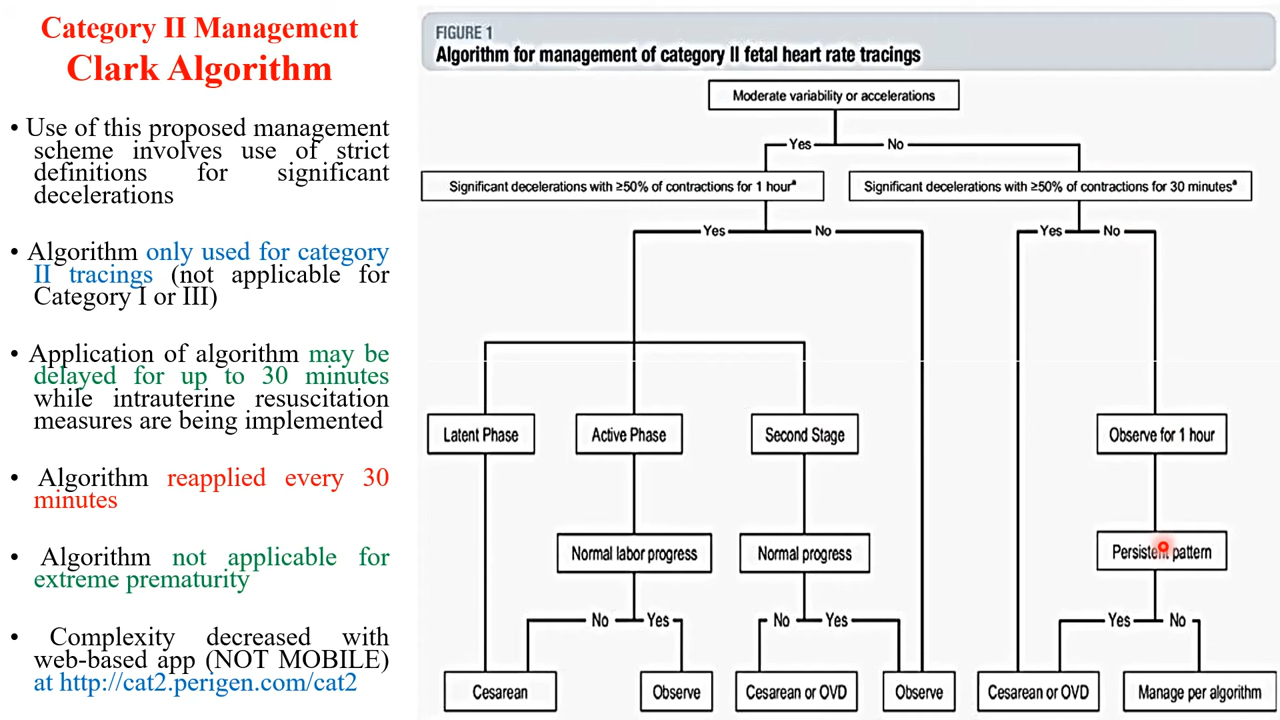 Category II Management
Clark Algorithm
• Use of this proposed management
scheme involves use of strict
definitions for significant
decelerations
• Algorithm only used for category
II tracings (not applicable for
Category I or III)
• Application of algorithm may be
delayed for up to 30 minutes
while intrauterine resuscitation
measures are being implemented
• Algorithm reapplied every 30
minutes
• Algorithm not applicable for
extreme prematurity
• Complexity decreased with
web-based app (NOT MOBILE)
at http://cat2.perigen.com/cat2
FIGURE 1
Algorithm for management of category II fetal heart rate tracings
Moderate variability or accelerations
Yes No
Significant decelerations with ≥50% of contractions for 1 hourª
Significant decelerations with ≥50% of contractions for 30 minutesª
Yes No
Yes No
Latent Phase
Active Phase
Second Stage
Observe for 1 hour
Normal labor progress
Normal progress
Persistent pattern
No Yes
No Yes
Yes No
Cesarean
Observe
Cesarean or OVD
Observe
Cesarean or OVD
Manage per algorithm